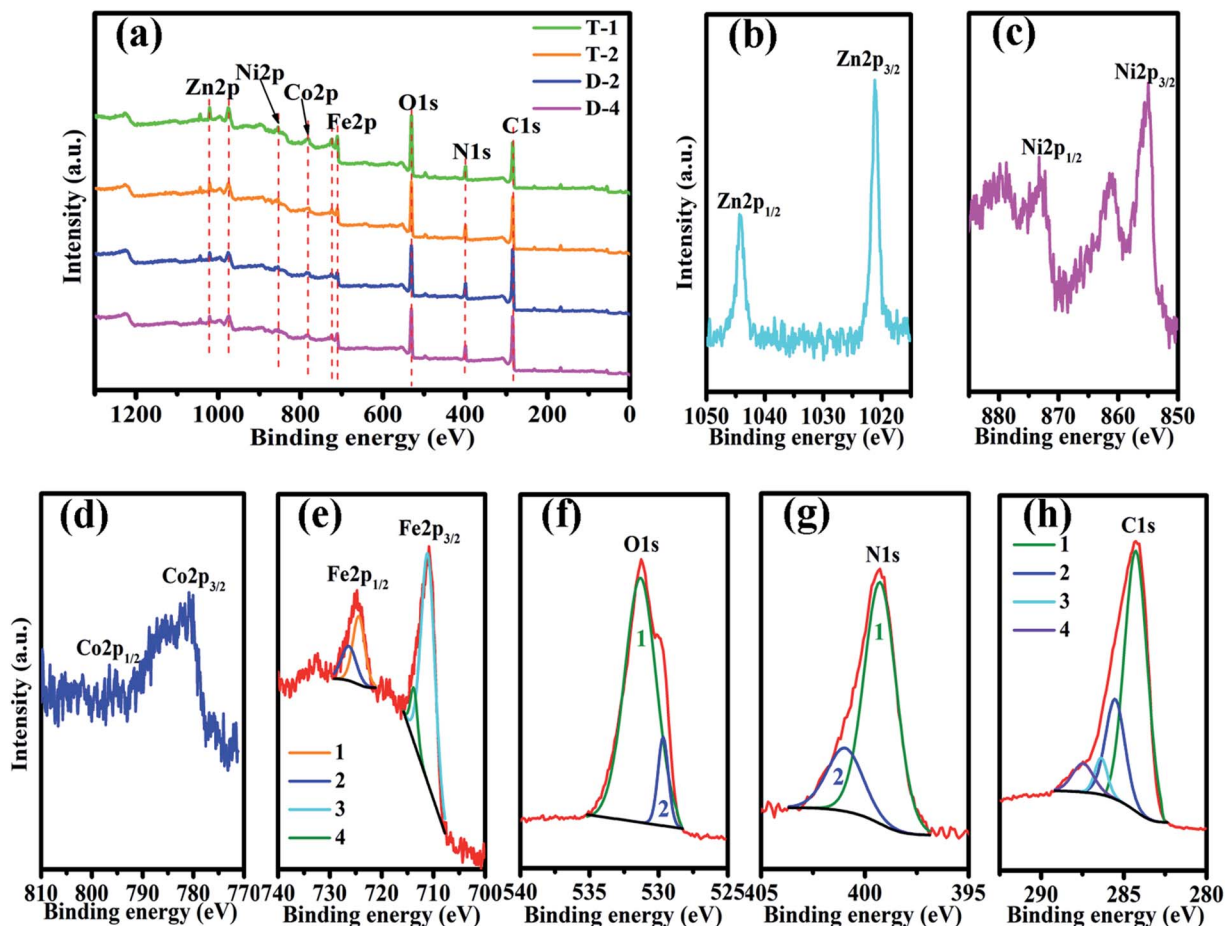 (a)
T-1
T-2
D-2
D-4
Zn2p
Ni2p
Co2p
Fe2p
O1s
N1s
C1s
Intensity (a.u.)
1200 1000 800 600 400 200 0
Binding energy (eV)
(b)
Zn2p3/2
Zn2p1/2
Intensity (a.u.)
1050 1040 1030 1020
Binding energy (eV)
(c)
Ni2p3/2
Ni2p1/2
Intensity (a.u.)
880 870 860 850
Binding energy (eV)
(d)
Co2p3/2
Co2p1/2
Intensity (a.u.)
810 800 790 780 770
Binding energy (eV)
(e)
Fe2p3/2
Fe2p1/2
1
2
3
4
740 730 720 710 700
Binding energy (eV)
(f)
O1s
1
2
540 535 530 525
Binding energy (eV)
(g)
N1s
1
2
405 400 395
Binding energy (eV)
(h)
C1s
1
2
3
4
290 285 280
Binding energy (eV)